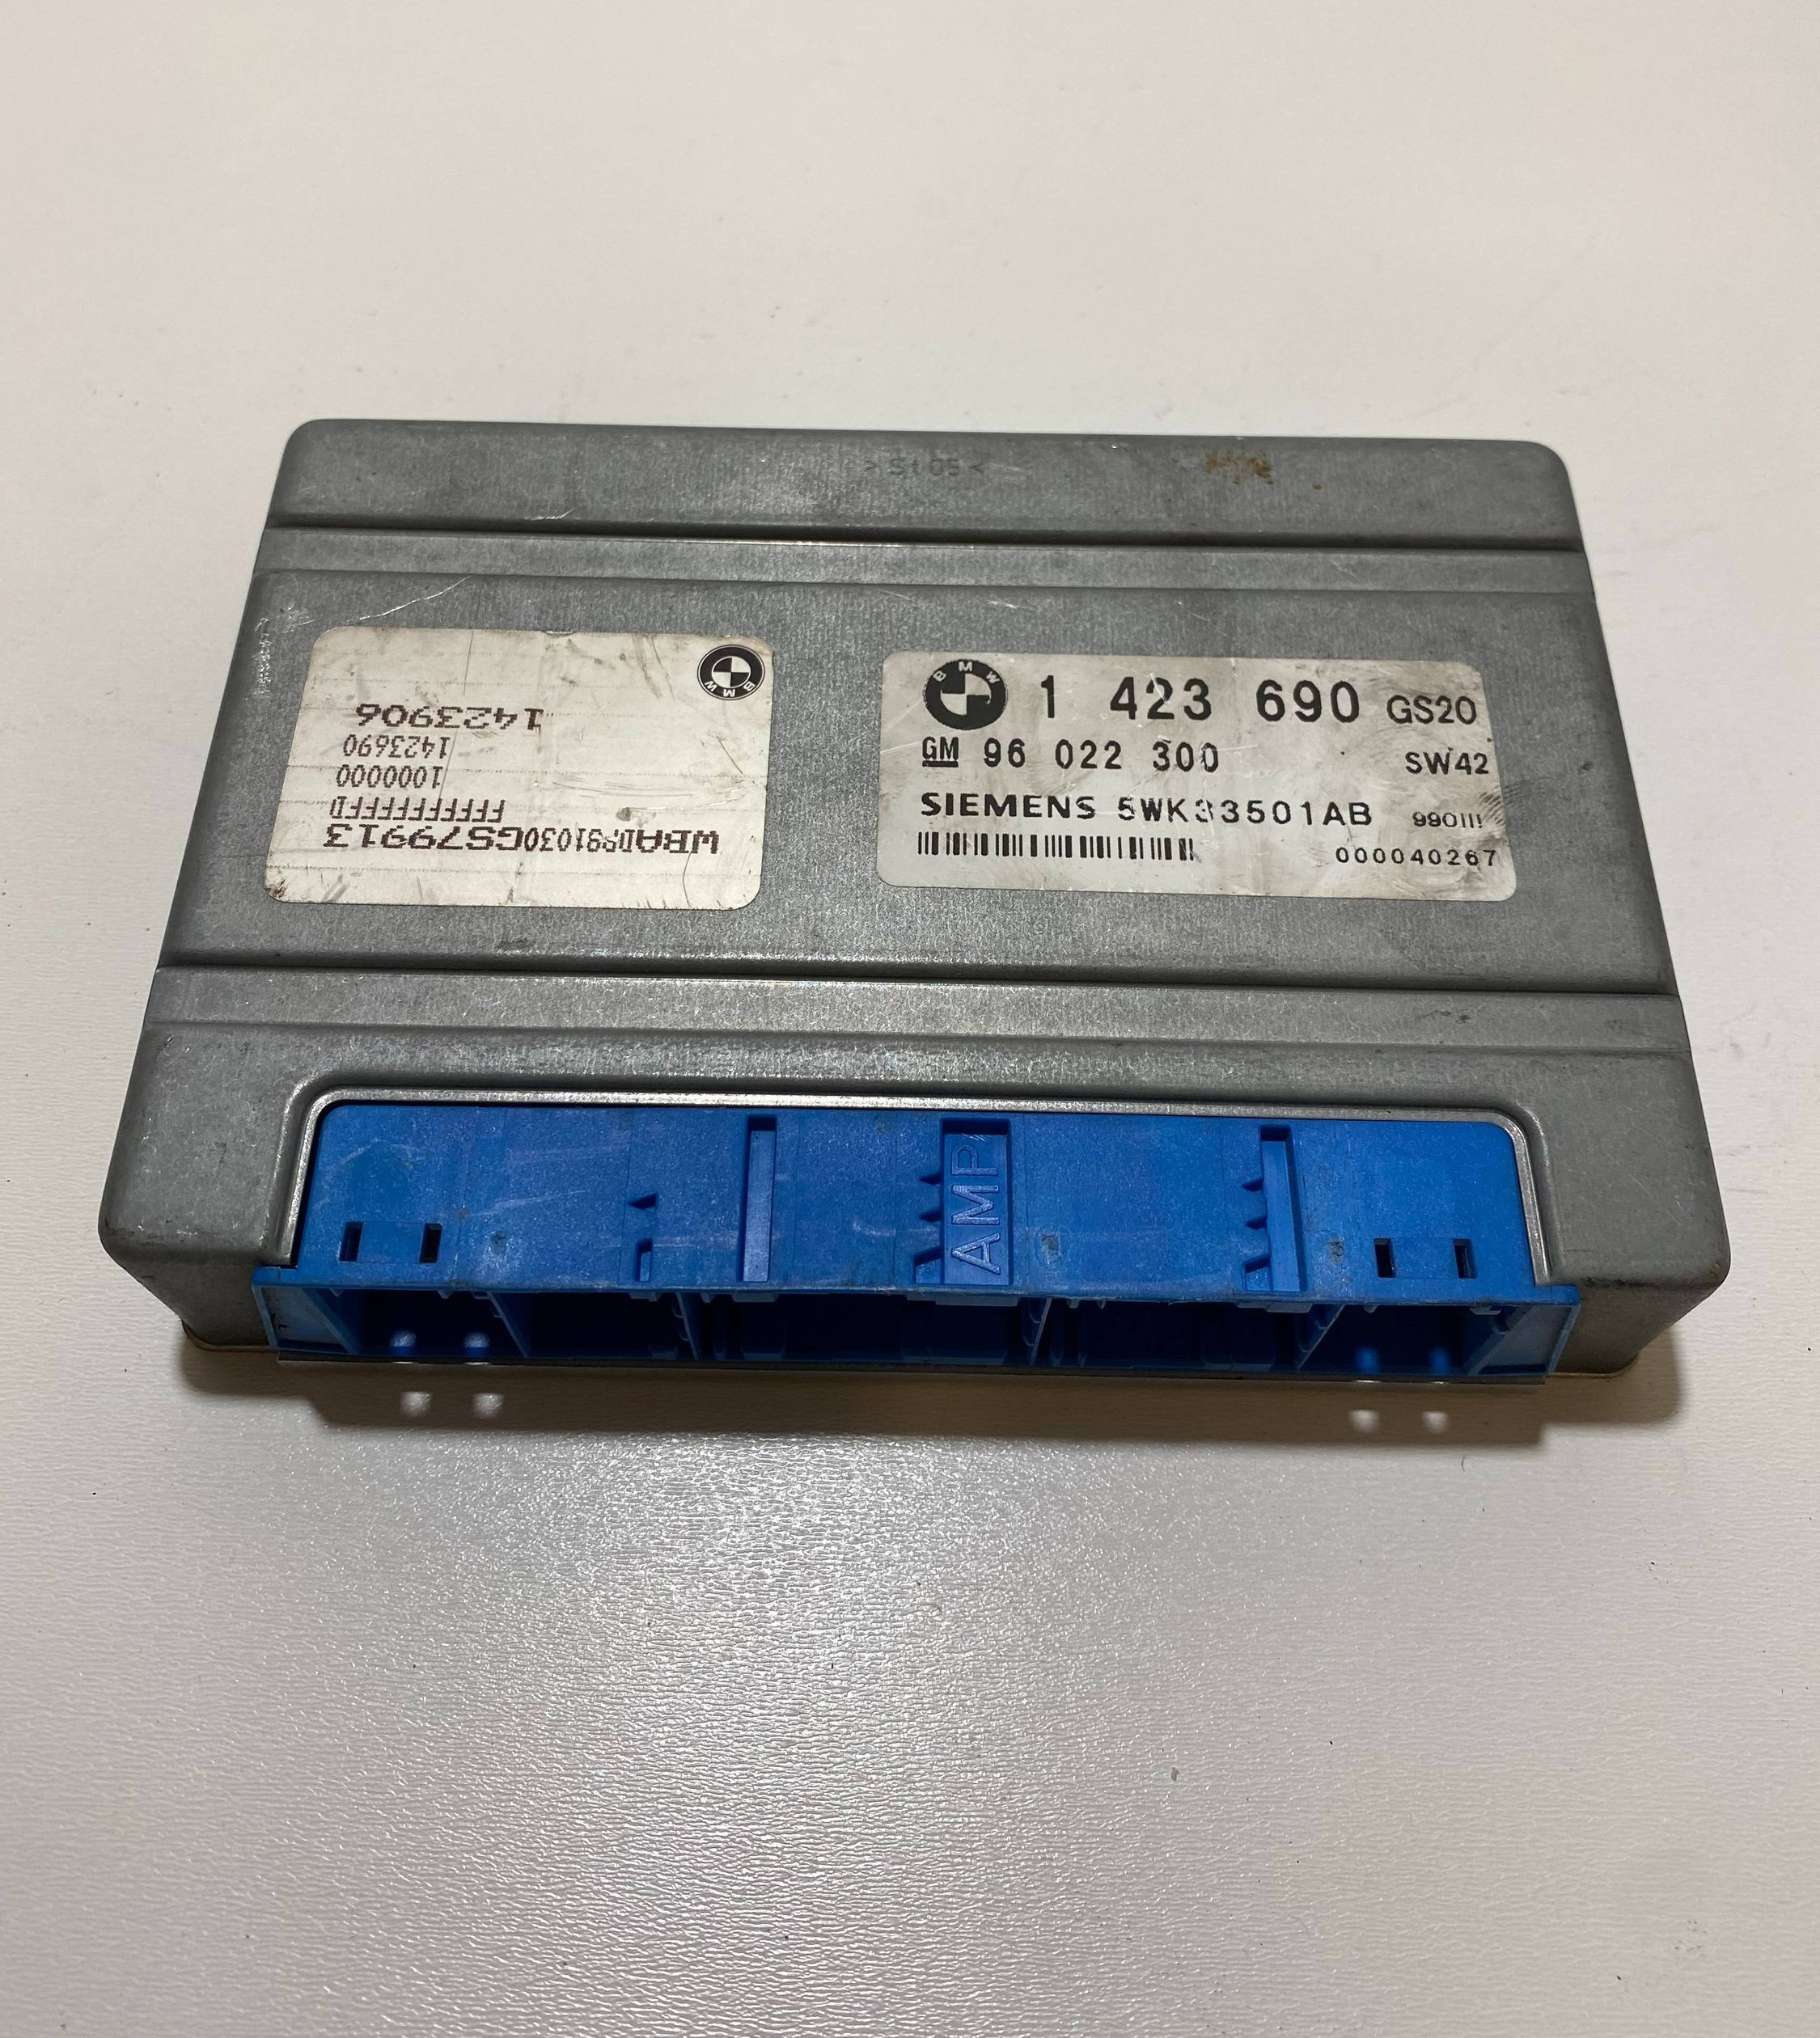 > St 05 <
BMW
1423906
1423690
1000000
FFFFFFFFFD
BMW 1 423 690 GS20
GM 96 022 300 SW42
SIEMENS 5WK33501AB
000040267
AMP